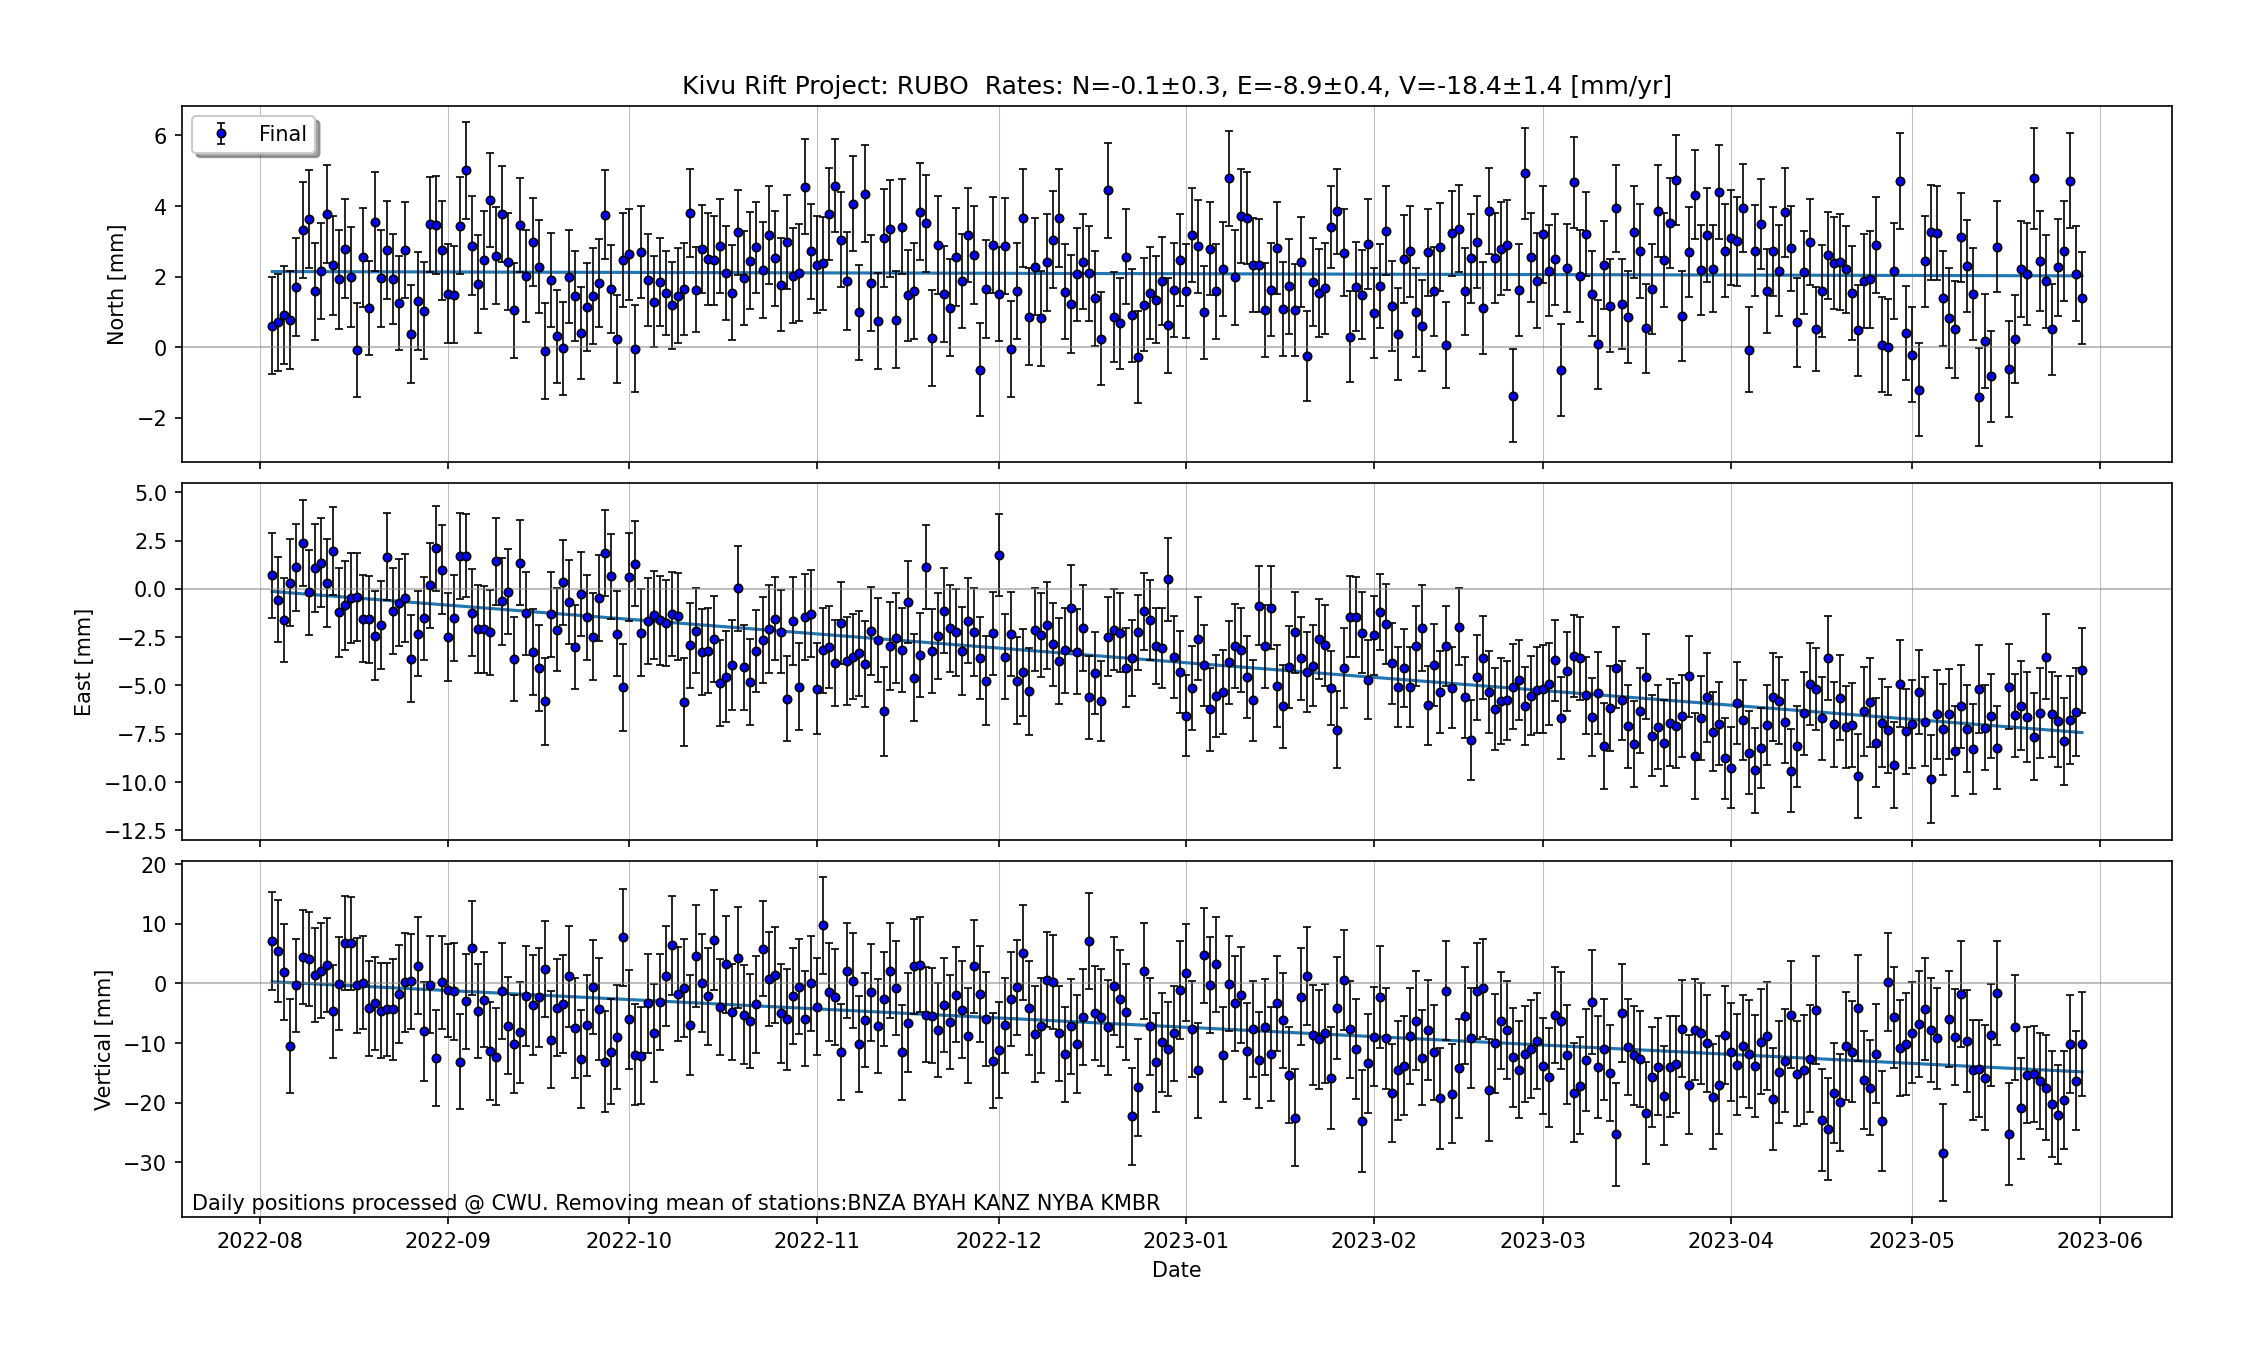 Kivu Rift Project: RUBO  Rates: N=-0.1±0.3, E=-8.9±0.4, V=-18.4±1.4 [mm/yr]
Final
North [mm]
6
4
2
0
−2
East [mm]
5.0
2.5
0.0
−2.5
−5.0
−7.5
−10.0
−12.5
Vertical [mm]
20
10
0
−10
−20
−30
Daily positions processed @ CWU. Removing mean of stations:BNZA BYAH KANZ NYBA KMBR
2022-08 2022-09 2022-10 2022-11 2022-12 2023-01 2023-02 2023-03 2023-04 2023-05 2023-06
Date